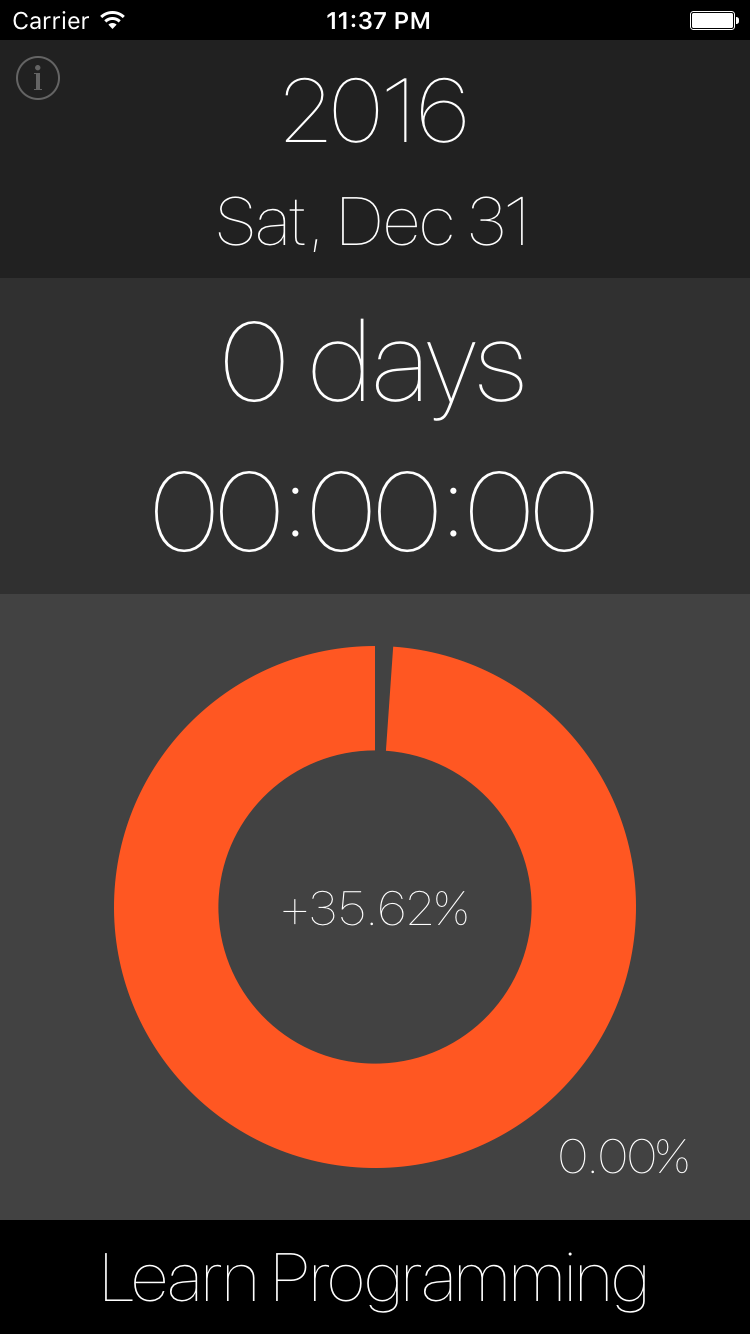 Carrier 11:37 PM
i
2016
Sat, Dec 31
0 days
00:00:00
+35.62%
0.00%
Learn Programming